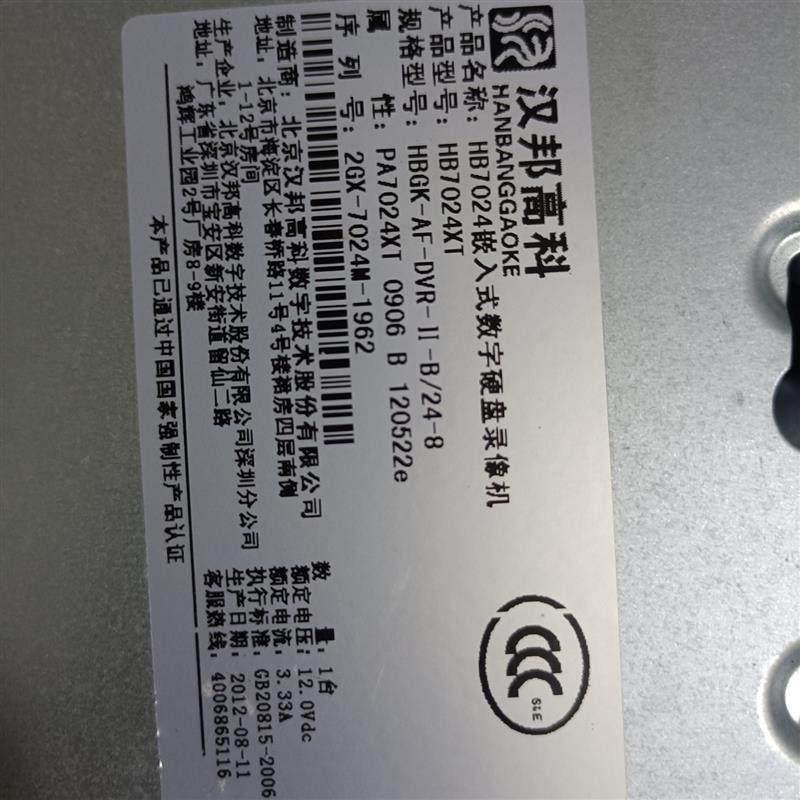 汉邦高科
HANBANGGAOKE
产品名称：HB7024嵌入式数字硬盘录像机
产品型号：HB7024XT
规格型号：HBGK-AF-DVR-II-B/24-8
属 性：PA7024XT 0906 B 120522e
序 列 号：2GX-7024M-1962
制造商：北京汉邦高科数字技术股份有限公司
地址：北京市海淀区长春桥路11号4号楼裙房四层南侧
1-12号房间
生产企业：北京汉邦高科数字技术股份有限公司深圳分公司
地址：广东省深圳市宝安区新安街道留仙二路
鸿辉工业园2号厂房8-9楼
本产品已通过中国国家强制性产品认证
CCC
S&E
数 量：1台
额定电压：12.0Vdc
额定电流：3.33A
执行标准：GB20815-2006
生产日期：2012-08-11
客服热线：4006865116